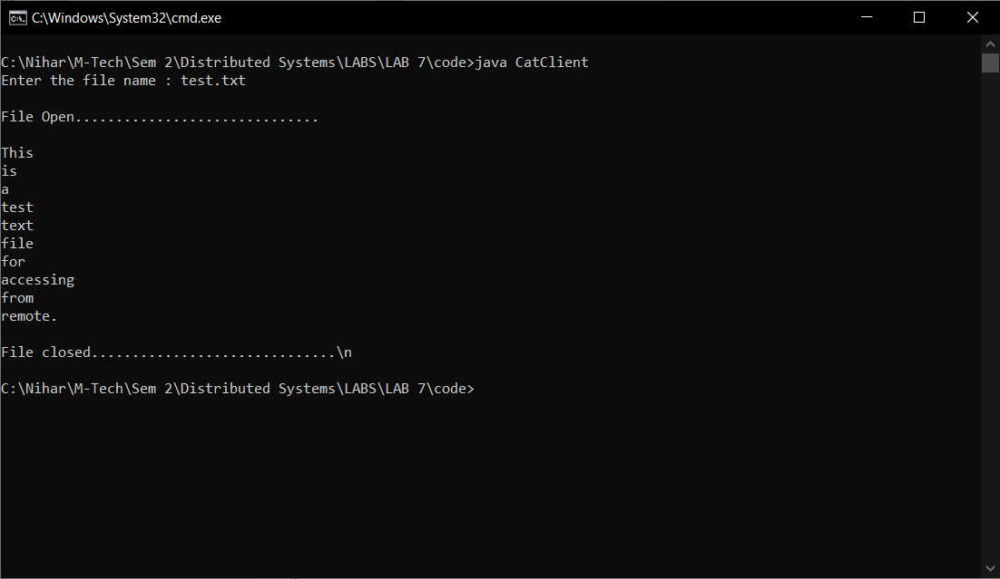 C:\Windows\System32\cmd.exe
C:\Nihar\M-Tech\Sem 2\Distributed Systems\LABS\LAB 7\code>java CatClient
Enter the file name : test.txt
File Open..............................
This
is
a
test
text
file
for
accessing
from
remote.
File closed..............................\n
C:\Nihar\M-Tech\Sem 2\Distributed Systems\LABS\LAB 7\code>